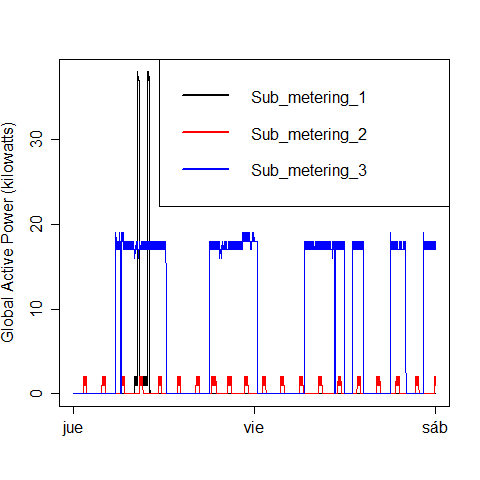 Sub_metering_1
Sub_metering_2
Sub_metering_3
Global Active Power (kilowatts)
30
20
10
0
jue
vie
sáb